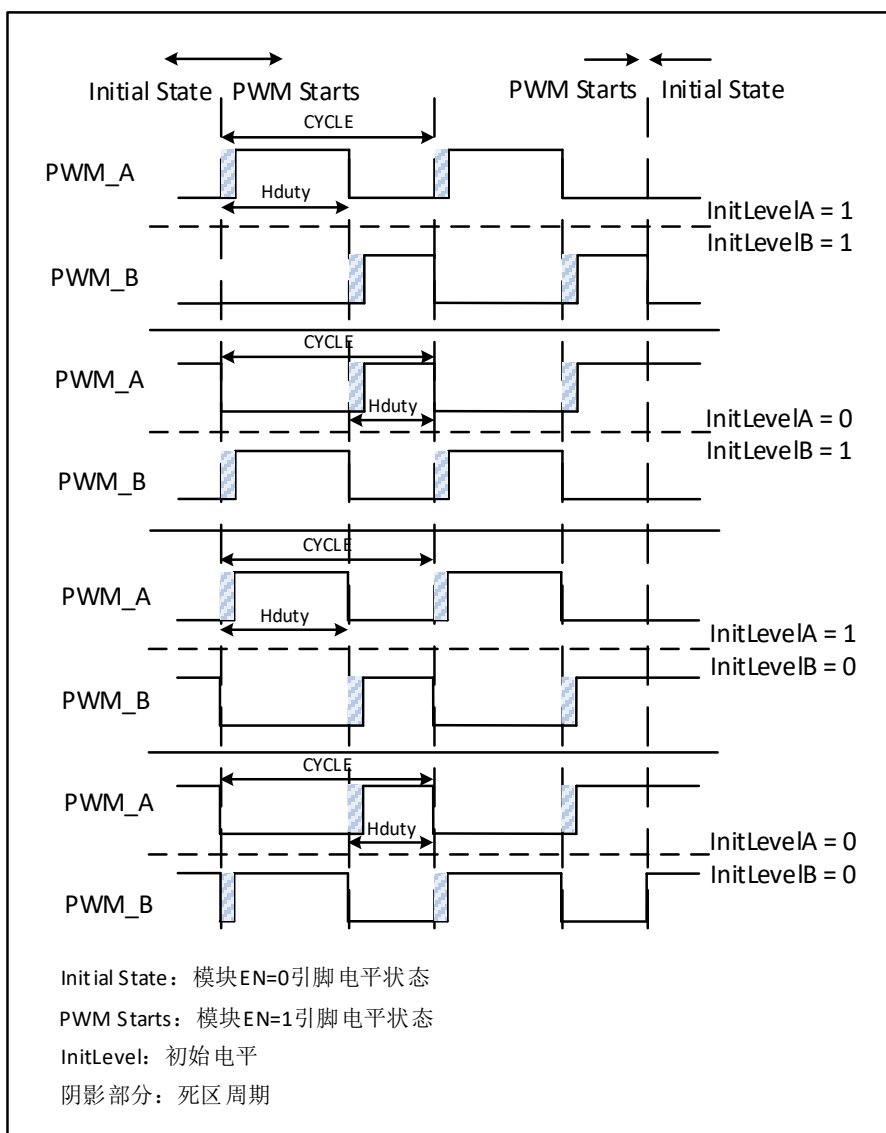 Initial State PWM Starts PWM Starts Initial State
CYCLE
PWM_A
Hduty
InitLevelA = 1
InitLevelB = 1
PWM_B
CYCLE
PWM_A
Hduty
InitLevelA = 0
InitLevelB = 1
PWM_B
CYCLE
PWM_A
Hduty
InitLevelA = 1
InitLevelB = 0
PWM_B
CYCLE
PWM_A
Hduty
InitLevelA = 0
InitLevelB = 0
PWM_B
Initial State：模块EN=0引脚电平状态
PWM Starts：模块EN=1引脚电平状态
InitLevel：初始电平
阴影部分：死区周期